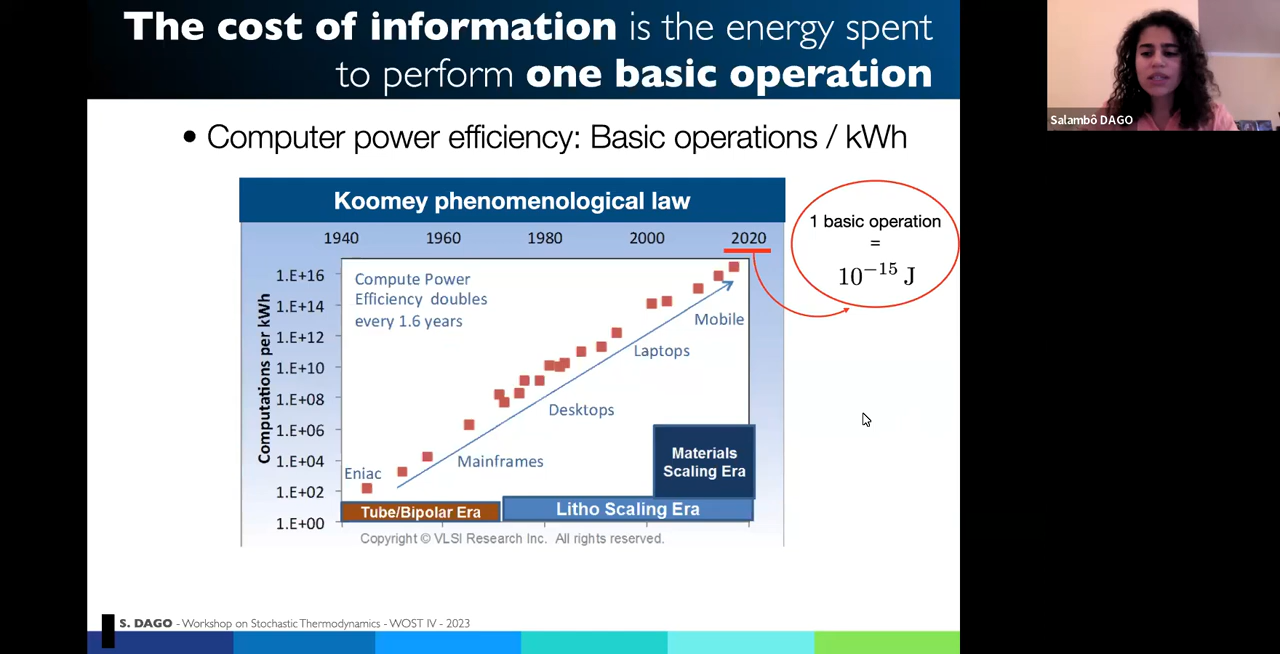 The cost of information is the energy spent
to perform one basic operation
Salambô DAGO
• Computer power efficiency: Basic operations / kWh
Koomey phenomenological law
1940 1960 1980 2000 2020
1 basic operation
=
10⁻¹⁵ J
Computations per kWh
1.E+16
1.E+14
1.E+12
1.E+10
1.E+08
1.E+06
1.E+04
1.E+02
1.E+00
Compute Power
Efficiency doubles
every 1.6 years
Mobile
Laptops
Desktops
Mainframes
Eniac
Materials
Scaling Era
Tube/Bipolar Era
Litho Scaling Era
Copyright © VLSI Research Inc. All rights reserved.
S. DAGO - Workshop on Stochastic Thermodynamics - WOST IV - 2023